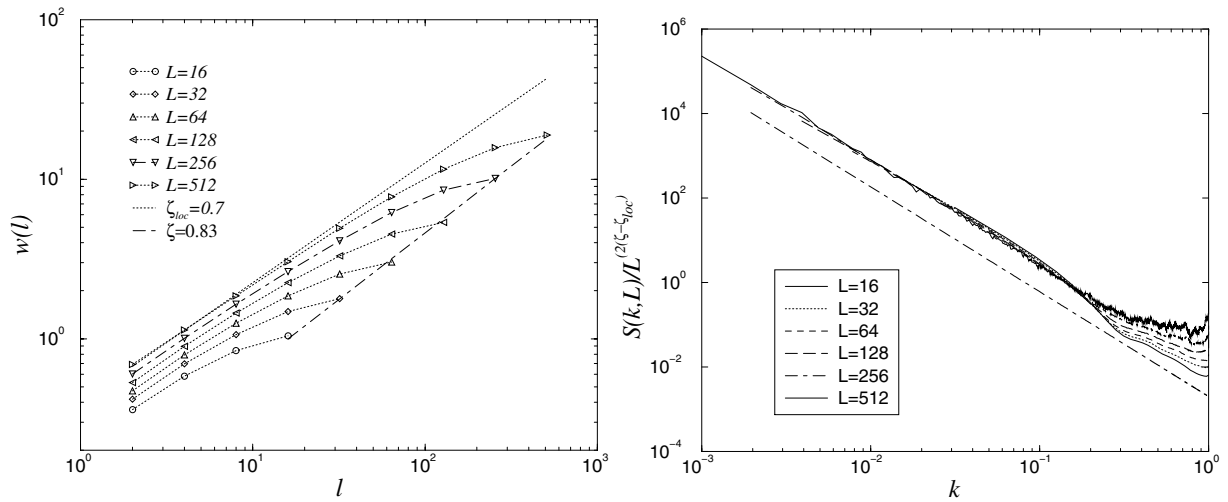 10²
10¹
10⁰
10⁰
10¹
10²
10³
w(l)
l
L=16
L=32
L=64
L=128
L=256
L=512
ζloc=0.7
ζ=0.83
10⁶
10⁴
10²
10⁰
10⁻²
10⁻⁴
10⁻³
10⁻²
10⁻¹
10⁰
S(k,L)/L^(2(ζ−ζloc)
k
L=16
L=32
L=64
L=128
L=256
L=512